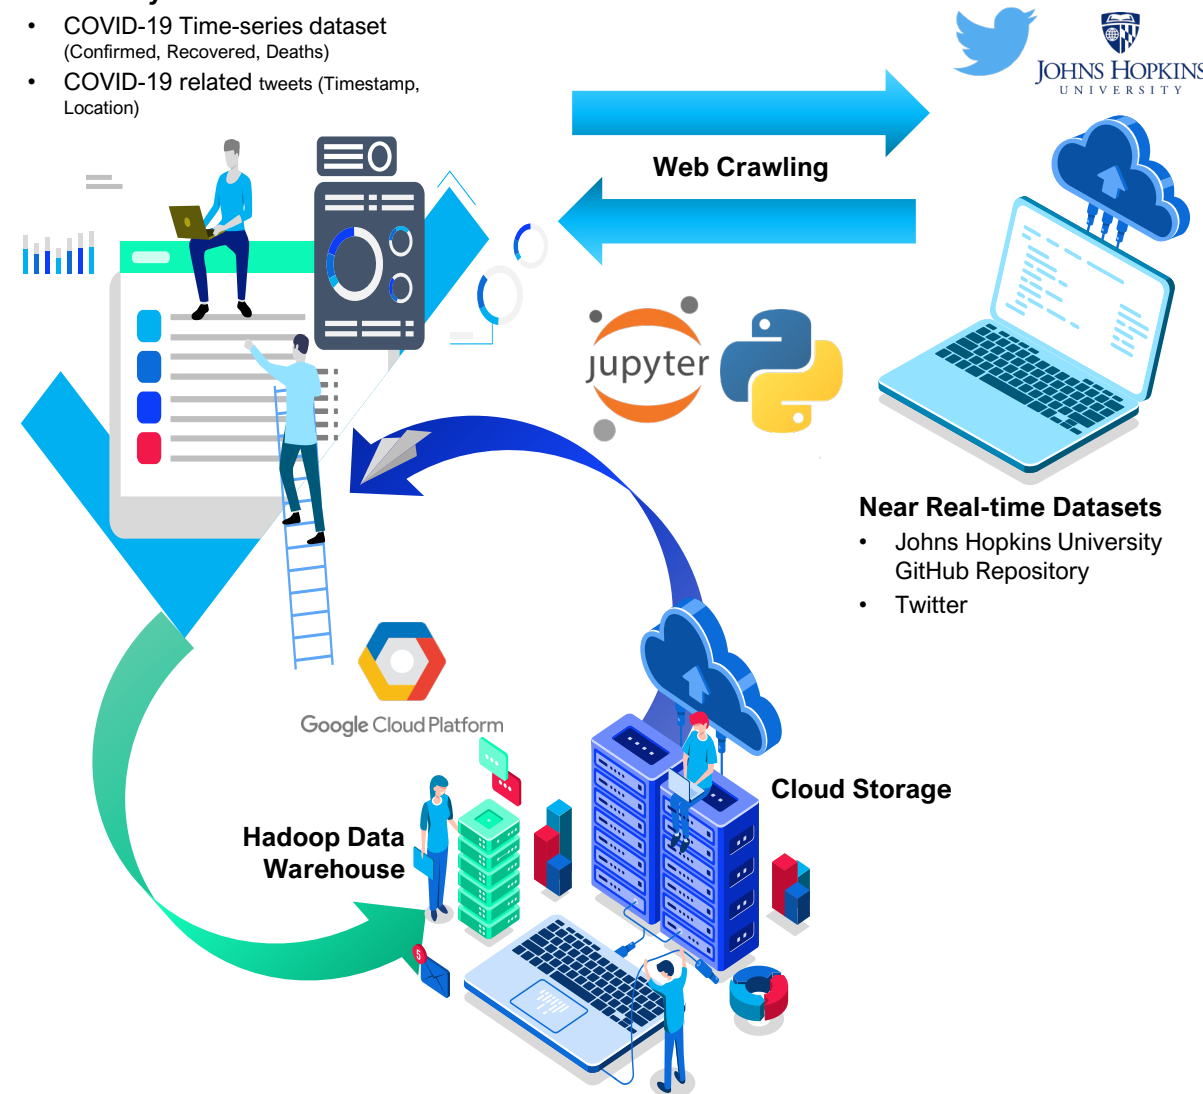 • COVID-19 Time-series dataset
(Confirmed, Recovered, Deaths)
• COVID-19 related tweets (Timestamp,
Location)
JOHNS HOPKINS
UNIVERSITY
Web Crawling
jupyter
Near Real-time Datasets
• Johns Hopkins University
GitHub Repository
• Twitter
Google Cloud Platform
Cloud Storage
Hadoop Data
Warehouse
5